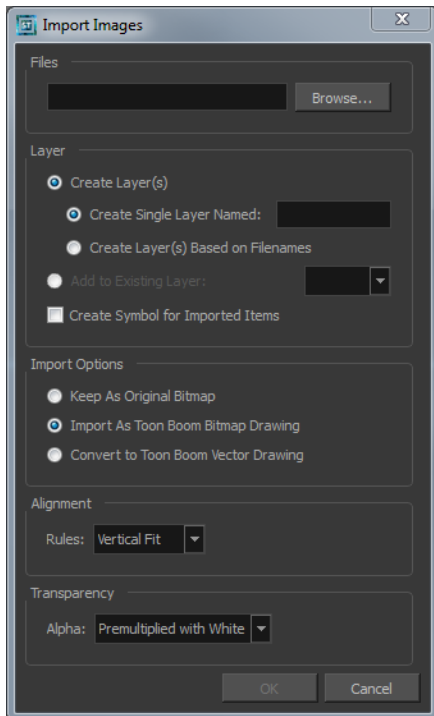 Import Images
Files
Browse...
Layer
Create Layer(s)
Create Single Layer Named:
Create Layer(s) Based on Filenames
Add to Existing Layer:
Create Symbol for Imported Items
Import Options
Keep As Original Bitmap
Import As Toon Boom Bitmap Drawing
Convert to Toon Boom Vector Drawing
Alignment
Rules: Vertical Fit
Transparency
Alpha: Premultiplied with White
OK Cancel